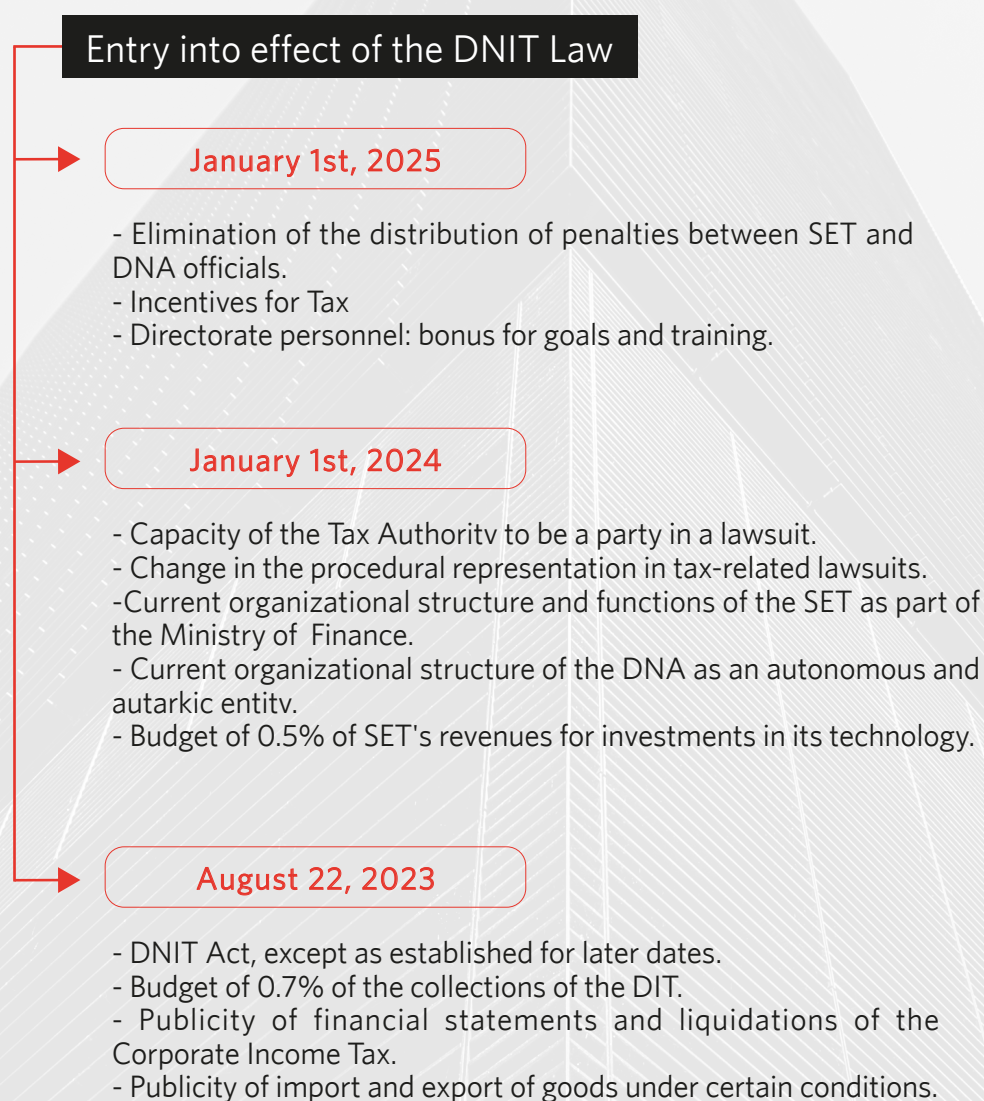 Entry into effect of the DNIT Law
January 1st, 2025
- Elimination of the distribution of penalties between SET and
DNA officials.
- Incentives for Tax
- Directorate personnel: bonus for goals and training.
January 1st, 2024
- Capacity of the Tax Authority to be a party in a lawsuit.
- Change in the procedural representation in tax-related lawsuits.
-Current organizational structure and functions of the SET as part of
the Ministry of Finance.
- Current organizational structure of the DNA as an autonomous and
autarkic entity.
- Budget of 0.5% of SET's revenues for investments in its technology.
August 22, 2023
- DNIT Act, except as established for later dates.
- Budget of 0.7% of the collections of the DIT.
- Publicity of financial statements and liquidations of the
Corporate Income Tax.
- Publicity of import and export of goods under certain conditions.